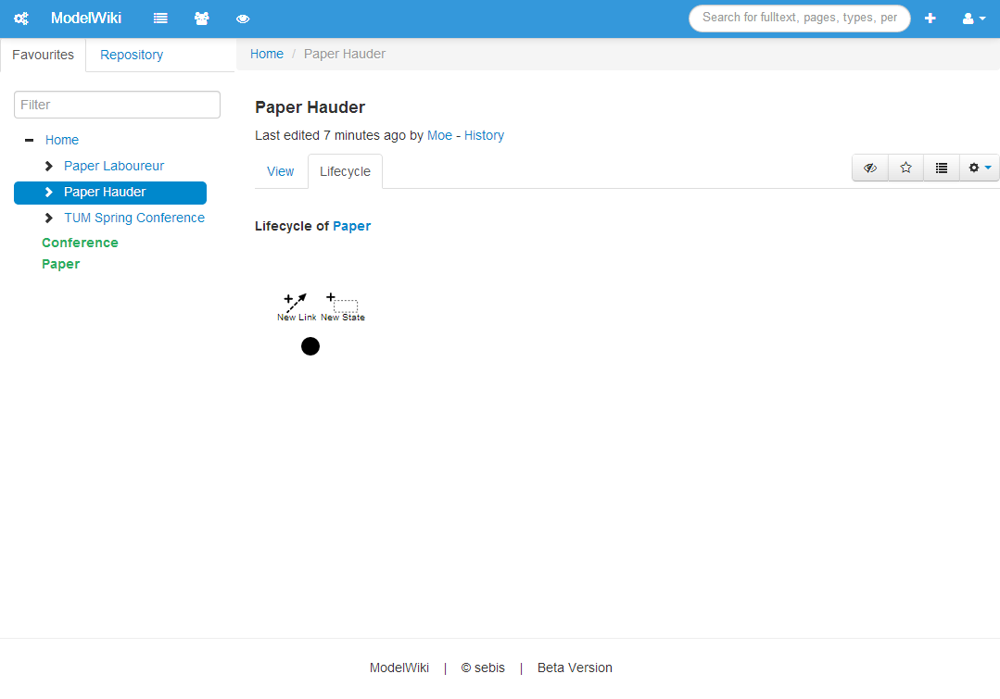 ModelWiki
Search for fulltext, pages, types, per
Favourites
Repository
Home / Paper Hauder
Filter
Home
Paper Laboureur
Paper Hauder
TUM Spring Conference
Conference
Paper
Paper Hauder
Last edited 7 minutes ago by Moe - History
View
Lifecycle
Lifecycle of Paper
New Link
New State
ModelWiki | © sebis | Beta Version